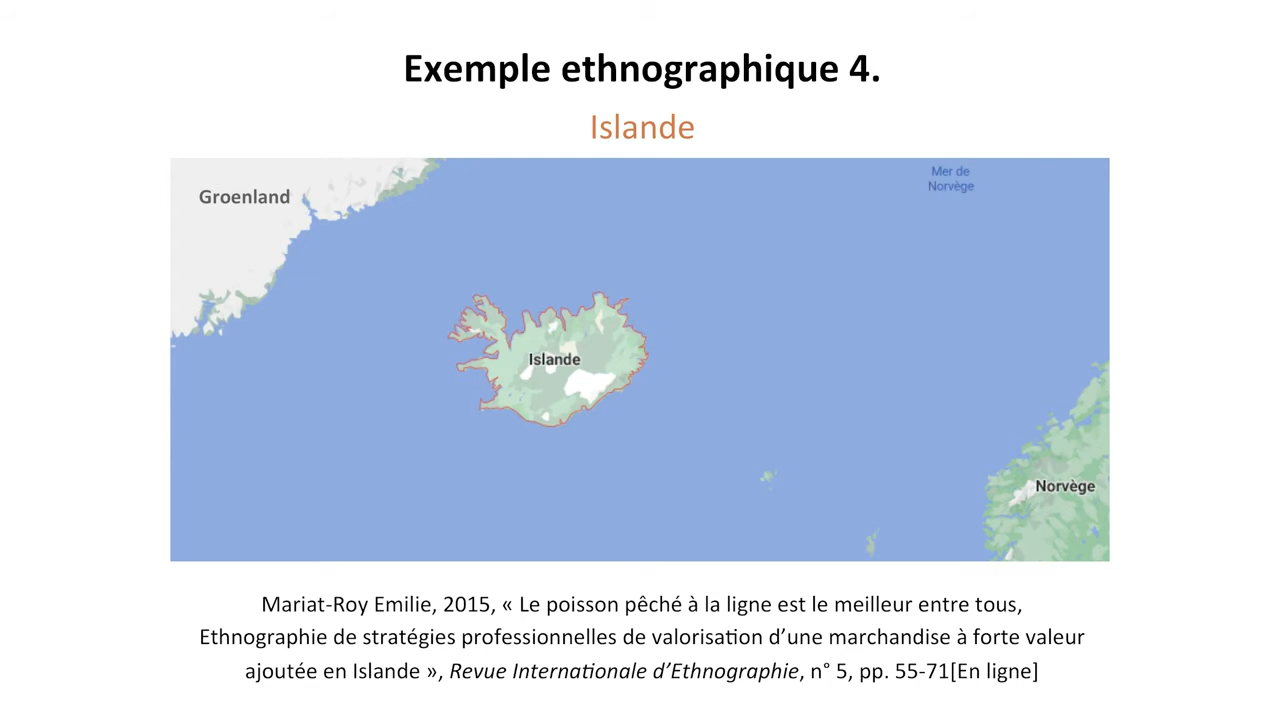 Exemple ethnographique 4.
Islande
Groenland
Mer de
Norvège
Islande
Norvège
Mariat-Roy Emilie, 2015, « Le poisson pêché à la ligne est le meilleur entre tous,
Ethnographie de stratégies professionnelles de valorisation d’une marchandise à forte valeur
ajoutée en Islande », Revue Internationale d’Ethnographie, n° 5, pp. 55-71[En ligne]